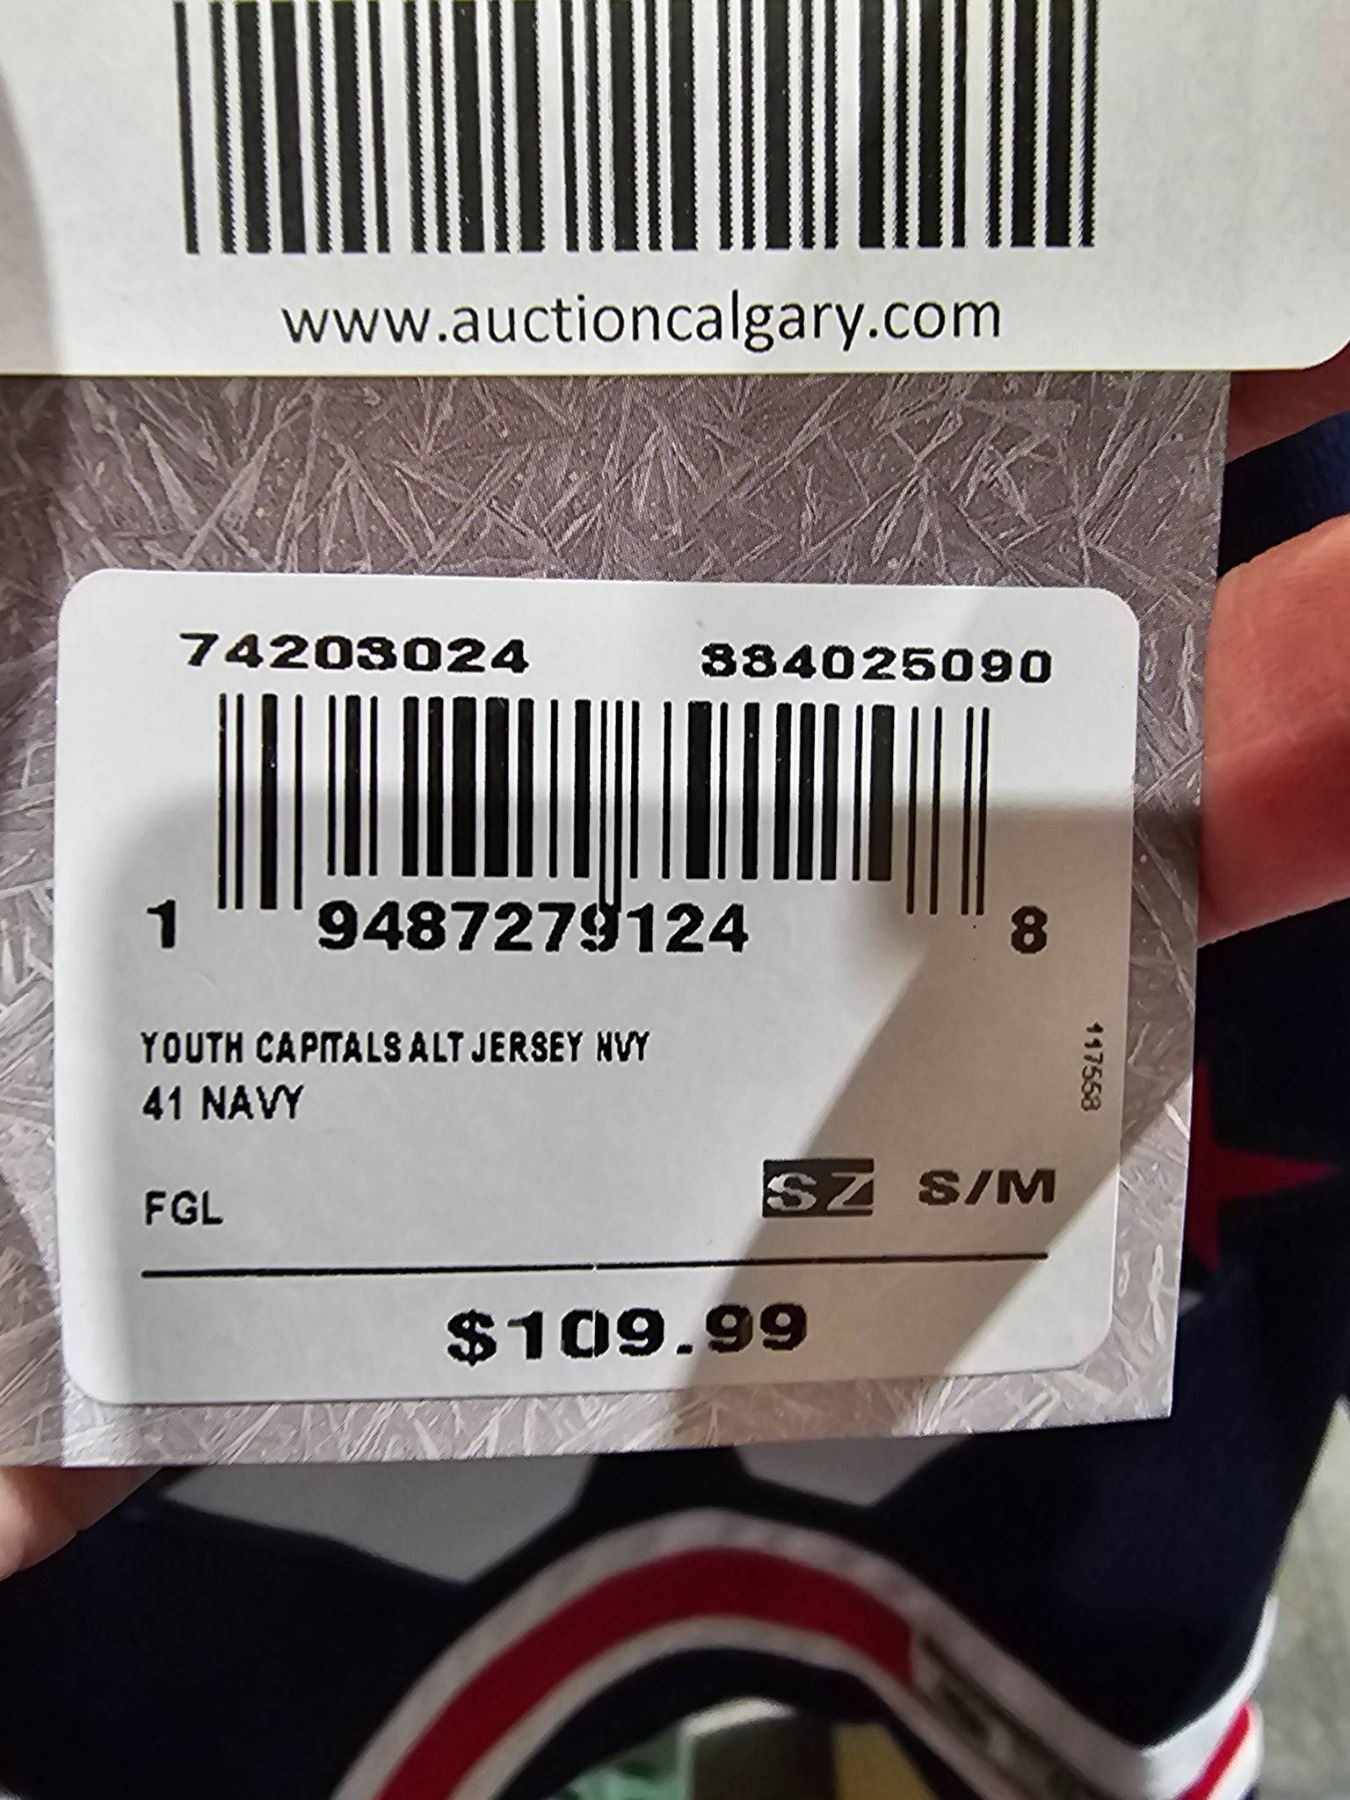 www.auctioncalgary.com
74203024 334025090
1 9487279124 8
YOUTH CAPITALS ALT JERSEY NVY
41 NAVY
117558
FGL SZ S/M
$109.99